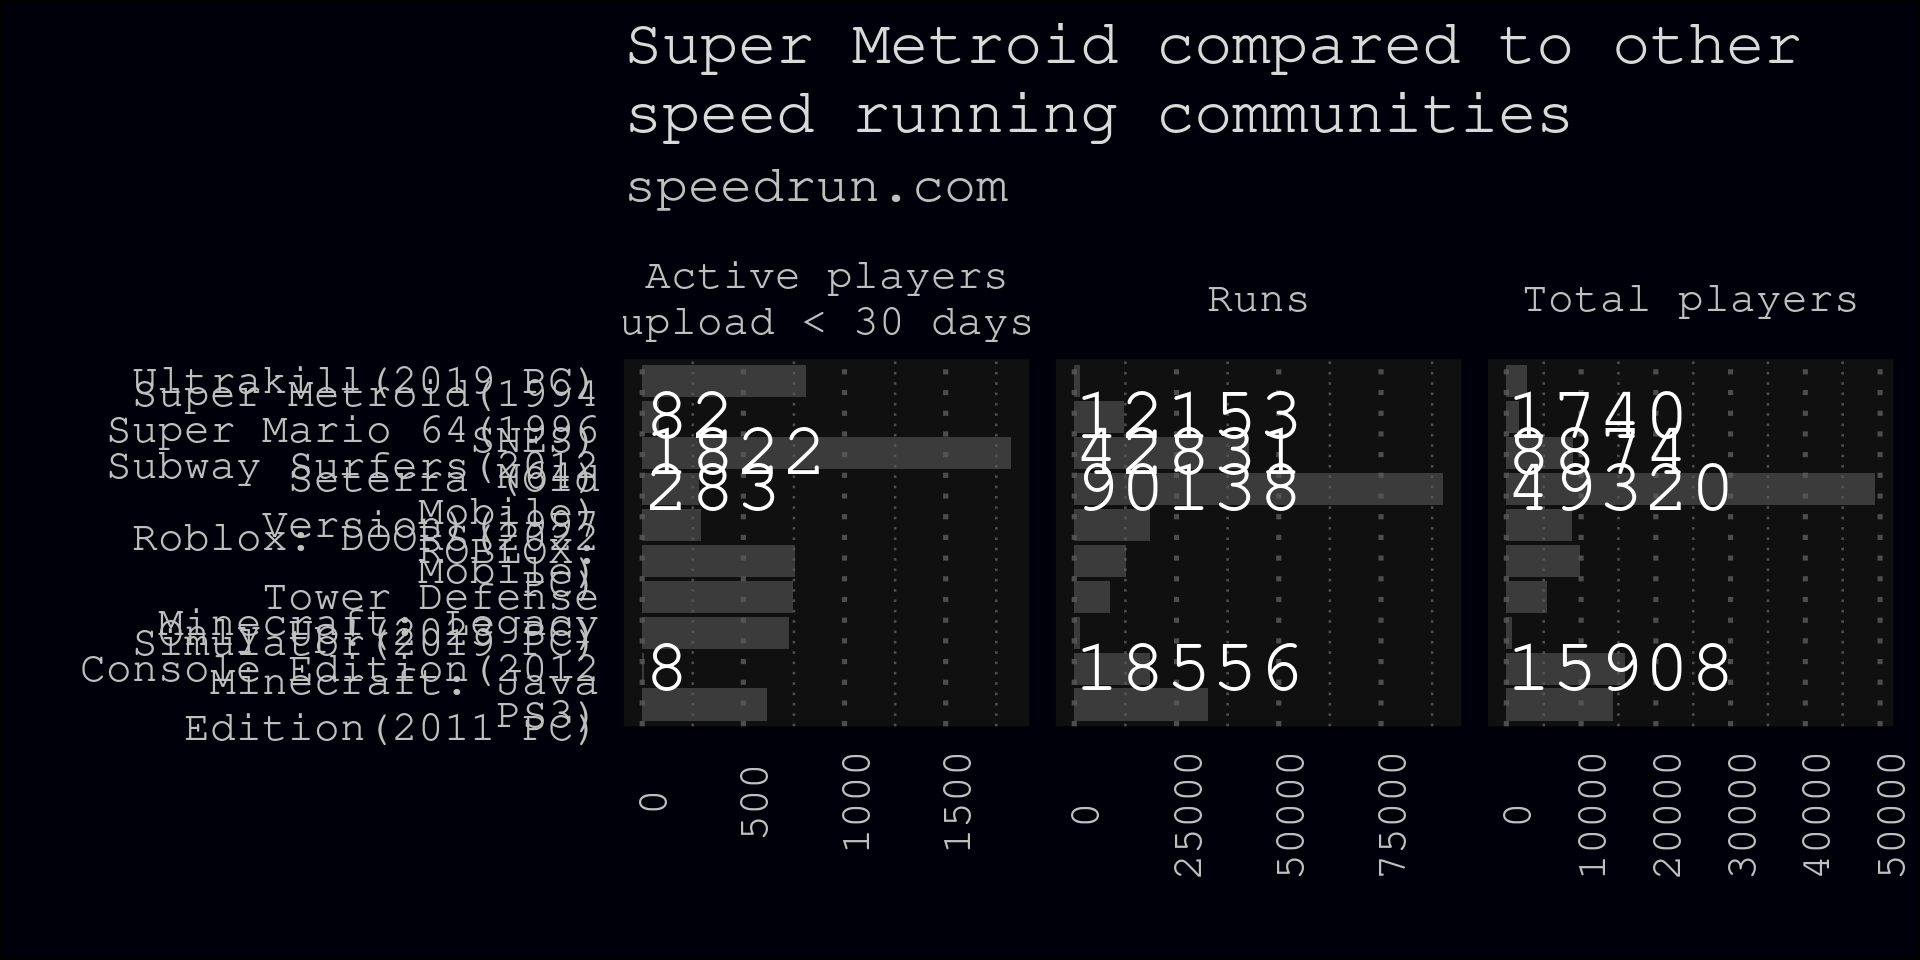 Super Metroid compared to other
speed running communities
speedrun.com
Active players
upload < 30 days
Runs
Total players
Ultrakill(2019 PC)
Super Metroid(1994
SNES)
Super Mario 64(1996
N64)
Subway Surfers(2012
Mobile)
Seterra (Old
Version)(1997
PC)
Roblox: DOORS(2022
Mobile)
ROBLOX:
Tower Defense
Simulator(2019 PC)
Minecraft: Legacy
Console Edition(2012
PS3)
Minecraft: Java
Edition(2011 PC)
82
12153
1740
1822
42831
8874
283
90138
49320
8
18556
15908
0
500
1000
1500
0
25000
50000
75000
0
10000
20000
30000
40000
50000